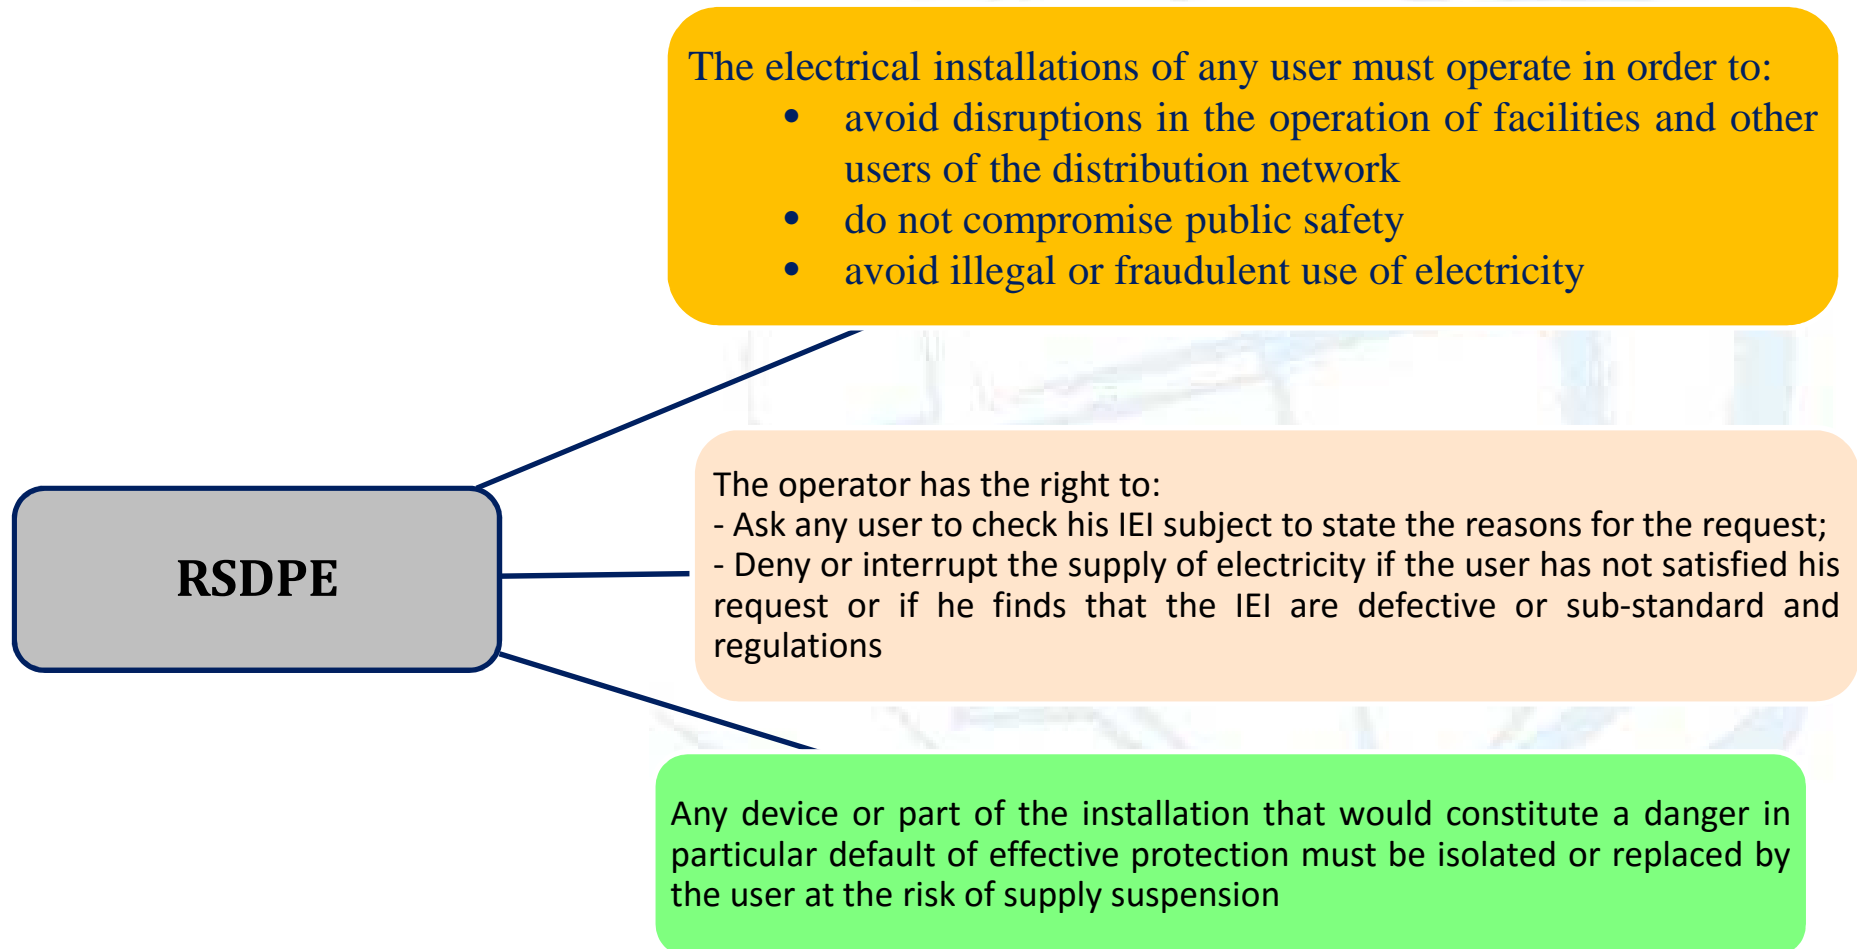 The electrical installations of any user must operate in order to:
• avoid disruptions in the operation of facilities and other
users of the distribution network
• do not compromise public safety
• avoid illegal or fraudulent use of electricity
RSDPE
The operator has the right to:
- Ask any user to check his IEI subject to state the reasons for the request;
- Deny or interrupt the supply of electricity if the user has not satisfied his
request or if he finds that the IEI are defective or sub-standard and
regulations
Any device or part of the installation that would constitute a danger in
particular default of effective protection must be isolated or replaced by
the user at the risk of supply suspension